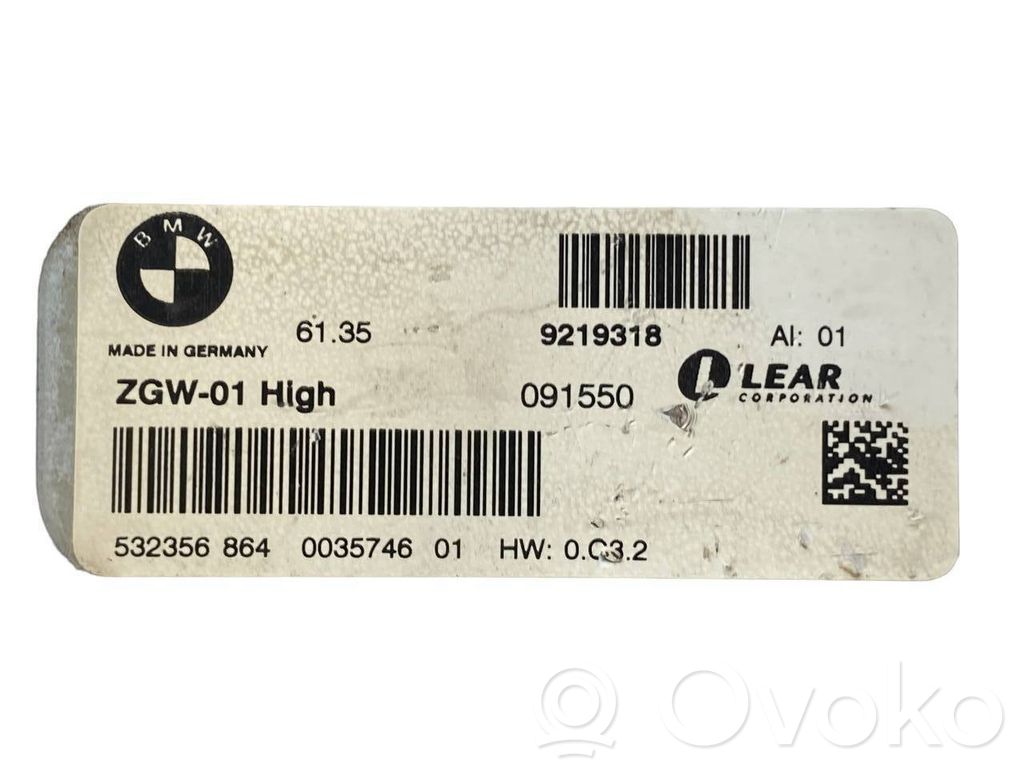 BMW
61.35
9219318
AI: 01
MADE IN GERMANY
ZGW-01 High
091550
LEAR
CORPORATION
532356 864 0035746 01 HW: 0.C3.2
Ovoko